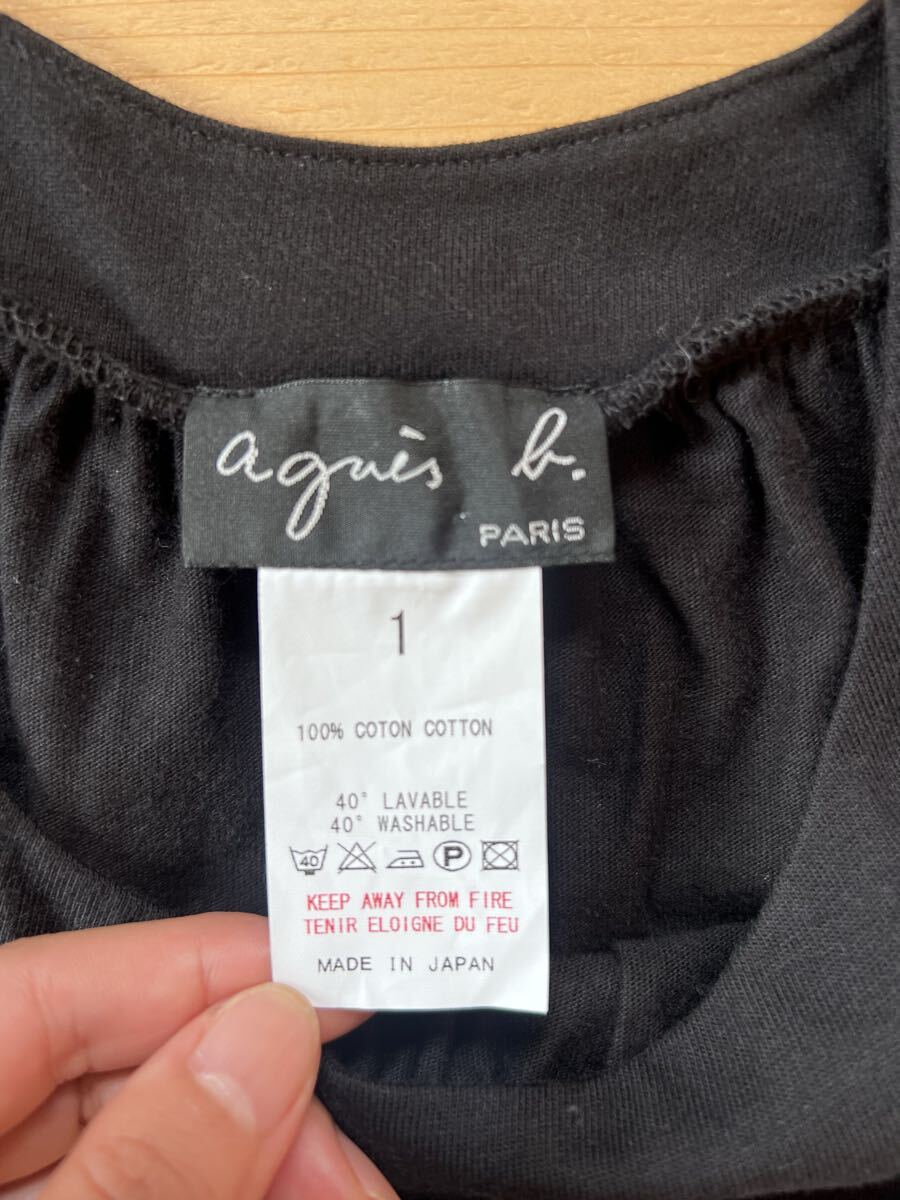 agnès b.
PARIS
1
100% COTON COTTON
40° LAVABLE
40° WASHABLE
40 P
KEEP AWAY FROM FIRE
TENIR ELOIGNE DU FEU
MADE IN JAPAN